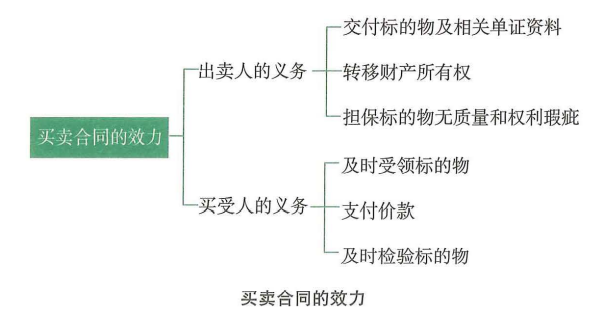 买卖合同的效力
出卖人的义务
交付标的物及相关单证资料
转移财产所有权
担保标的物无质量和权利瑕疵
买受人的义务
及时受领标的物
支付价款
及时检验标的物
买卖合同的效力